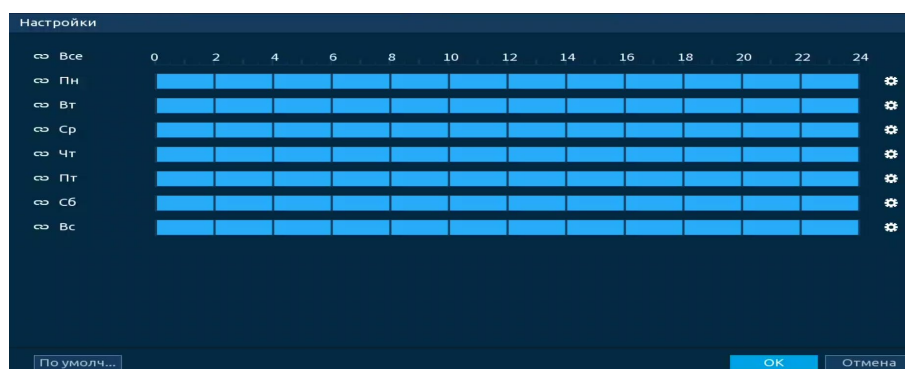 Настройки
Все 0 2 4 6 8 10 12 14 16 18 20 22 24
Пн
Вт
Ср
Чт
Пт
Сб
Вс
По умолч... OK Отмена